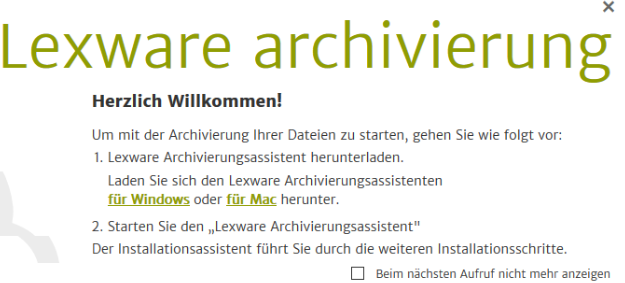 Lexware archivierung
Herzlich Willkommen!
Um mit der Archivierung Ihrer Dateien zu starten, gehen Sie wie folgt vor:
1. Lexware Archivierungsassistent herunterladen.
Laden Sie sich den Lexware Archivierungsassistenten
für Windows oder für Mac herunter.
2. Starten Sie den „Lexware Archivierungsassistent"
Der Installationsassistent führt Sie durch die weiteren Installationsschritte.
Beim nächsten Aufruf nicht mehr anzeigen